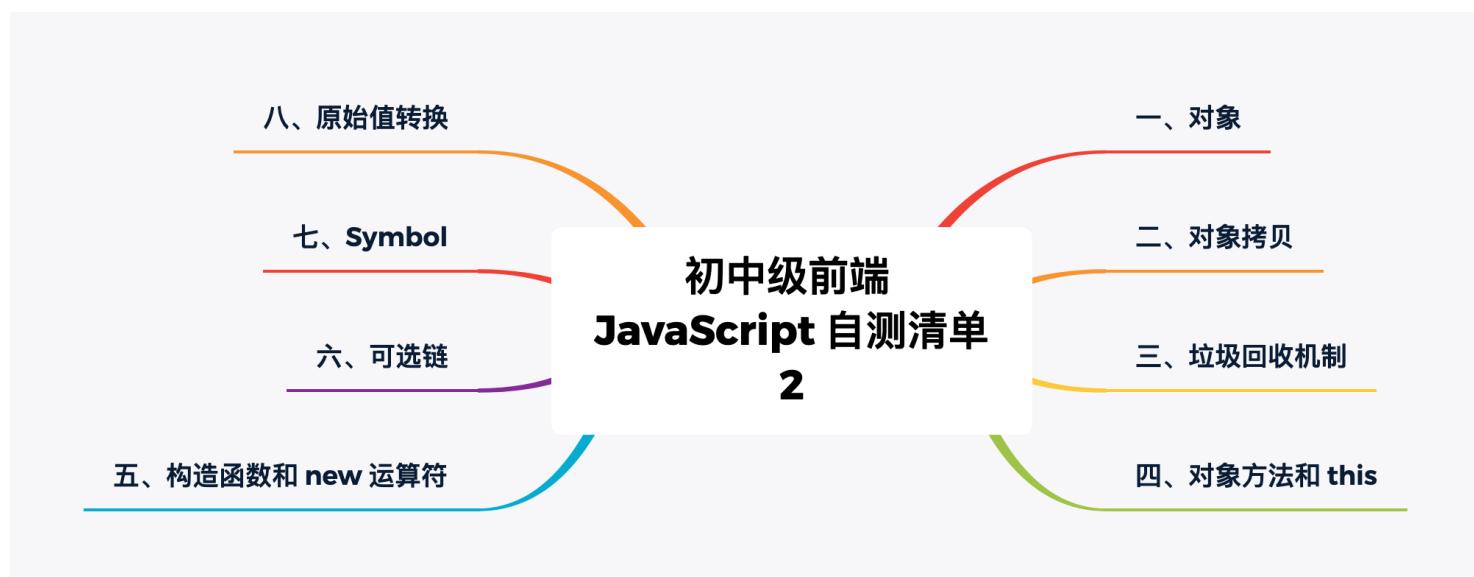 初中级前端
JavaScript 自测清单
2
一、对象
二、对象拷贝
三、垃圾回收机制
四、对象方法和 this
五、构造函数和 new 运算符
六、可选链
七、Symbol
八、原始值转换